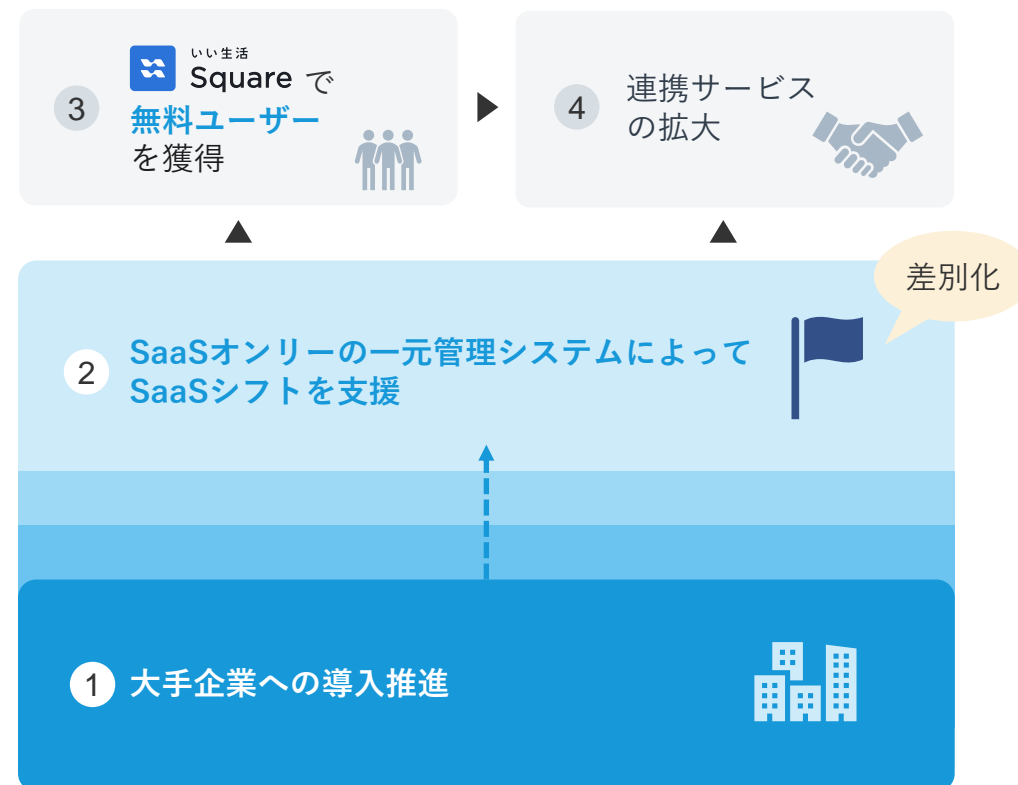 3
いい生活
Square で
無料ユーザー
を獲得
4
連携サービス
の拡大
差別化
2
SaaSオンリーの一元管理システムによって
SaaSシフトを支援
1
大手企業への導入推進